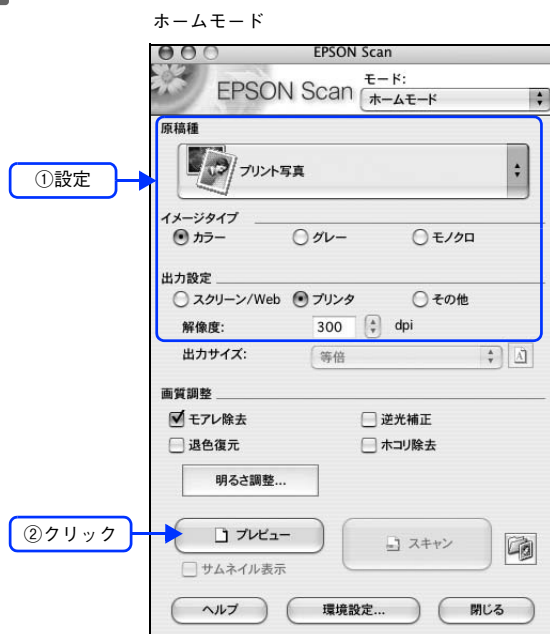 ホームモード
EPSON Scan
EPSON Scan
モード:
ホームモード
原稿種
①設定
プリント写真
イメージタイプ
カラー グレー モノクロ
出力設定
スクリーン/Web プリンタ その他
解像度: 300 dpi
出力サイズ: 等倍
画質調整
モアレ除去 逆光補正
退色復元 ホコリ除去
明るさ調整...
②クリック
プレビュー スキャン
サムネイル表示
ヘルプ 環境設定... 閉じる